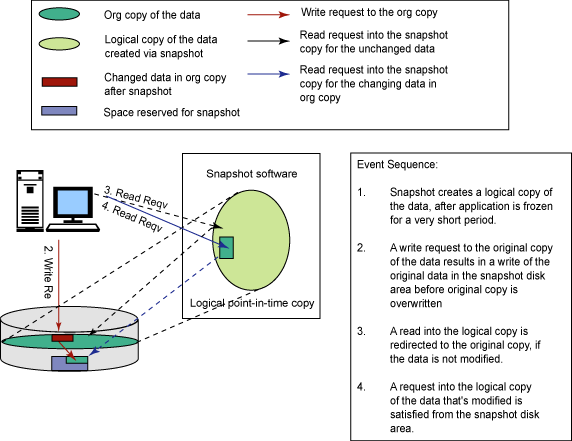 Org copy of the data
Write request to the org copy
Logical copy of the data
created via snapshot
Read request into the snapshot
copy for the unchanged data
Changed data in org copy
after snapshot
Read request into the snapshot
copy for the changing data in
org copy
Space reserved for snapshot
3. Read Reqv
4. Read Reqv
2. Write Re
Snapshot software
Logical point-in-time copy
Event Sequence:
1. Snapshot creates a logical copy of
the data, after application is frozen
for a very short period.
2. A write request to the original copy
of the data results in a write of the
original data in the snapshot disk
area before original copy is
overwritten
3. A read into the logical copy is
redirected to the original copy, if
the data is not modified.
4. A request into the logical copy
of the data that's modified is
satisfied from the snapshot disk
area.